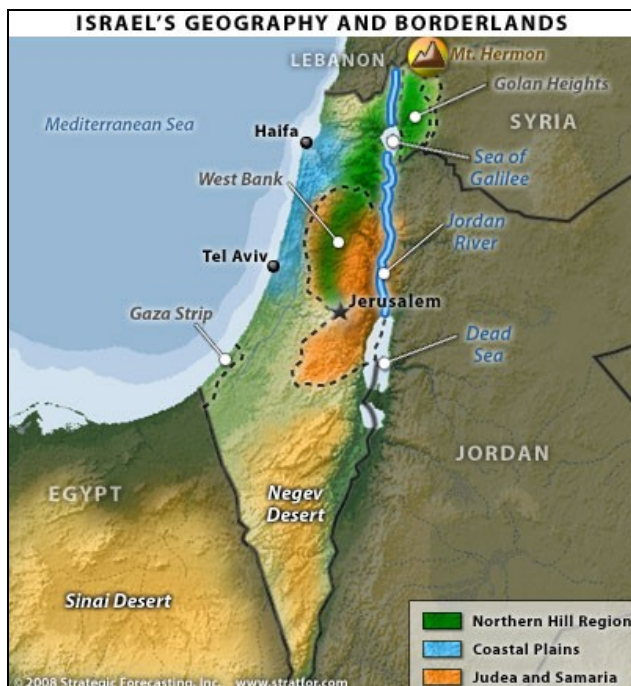 ISRAEL'S GEOGRAPHY AND BORDERLANDS
LEBANON
Mt. Hermon
Golan Heights
Mediterranean Sea
SYRIA
Haifa
Sea of
Galilee
West Bank
Jordan
River
Tel Aviv
Jerusalem
Gaza Strip
Dead
Sea
JORDAN
EGYPT
Negev
Desert
Sinai Desert
Northern Hill Region
Coastal Plains
Judea and Samaria
© 2008 Strategic Forecasting, Inc. www.stratfor.com